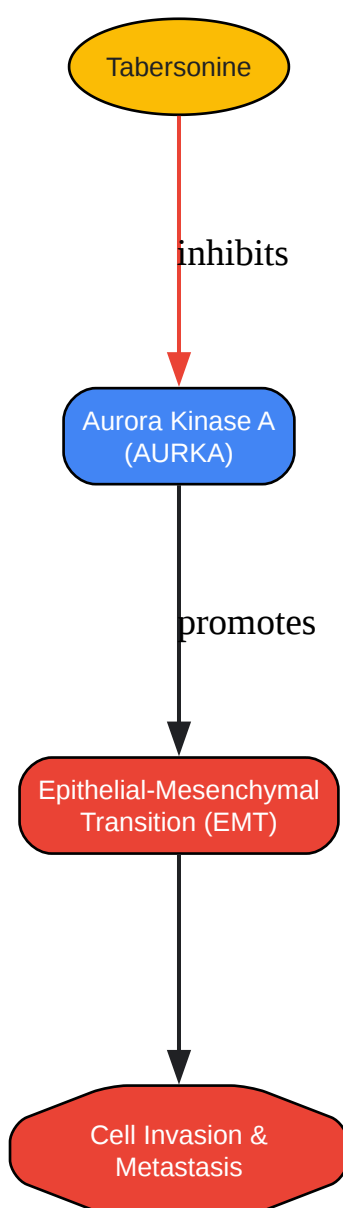 Tabersonine
inhibits
Aurora Kinase A
(AURKA)
promotes
Epithelial-Mesenchymal
Transition (EMT)
Cell Invasion &
Metastasis